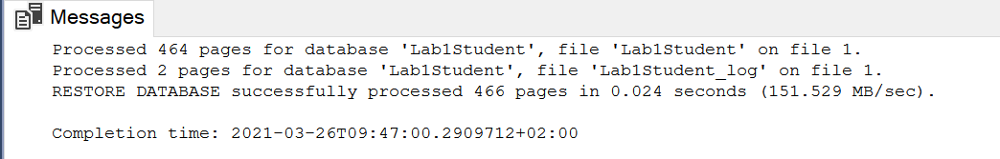 Messages
Processed 464 pages for database 'Lab1Student', file 'Lab1Student' on file 1.
Processed 2 pages for database 'Lab1Student', file 'Lab1Student_log' on file 1.
RESTORE DATABASE successfully processed 466 pages in 0.024 seconds (151.529 MB/sec).
Completion time: 2021-03-26T09:47:00.2909712+02:00